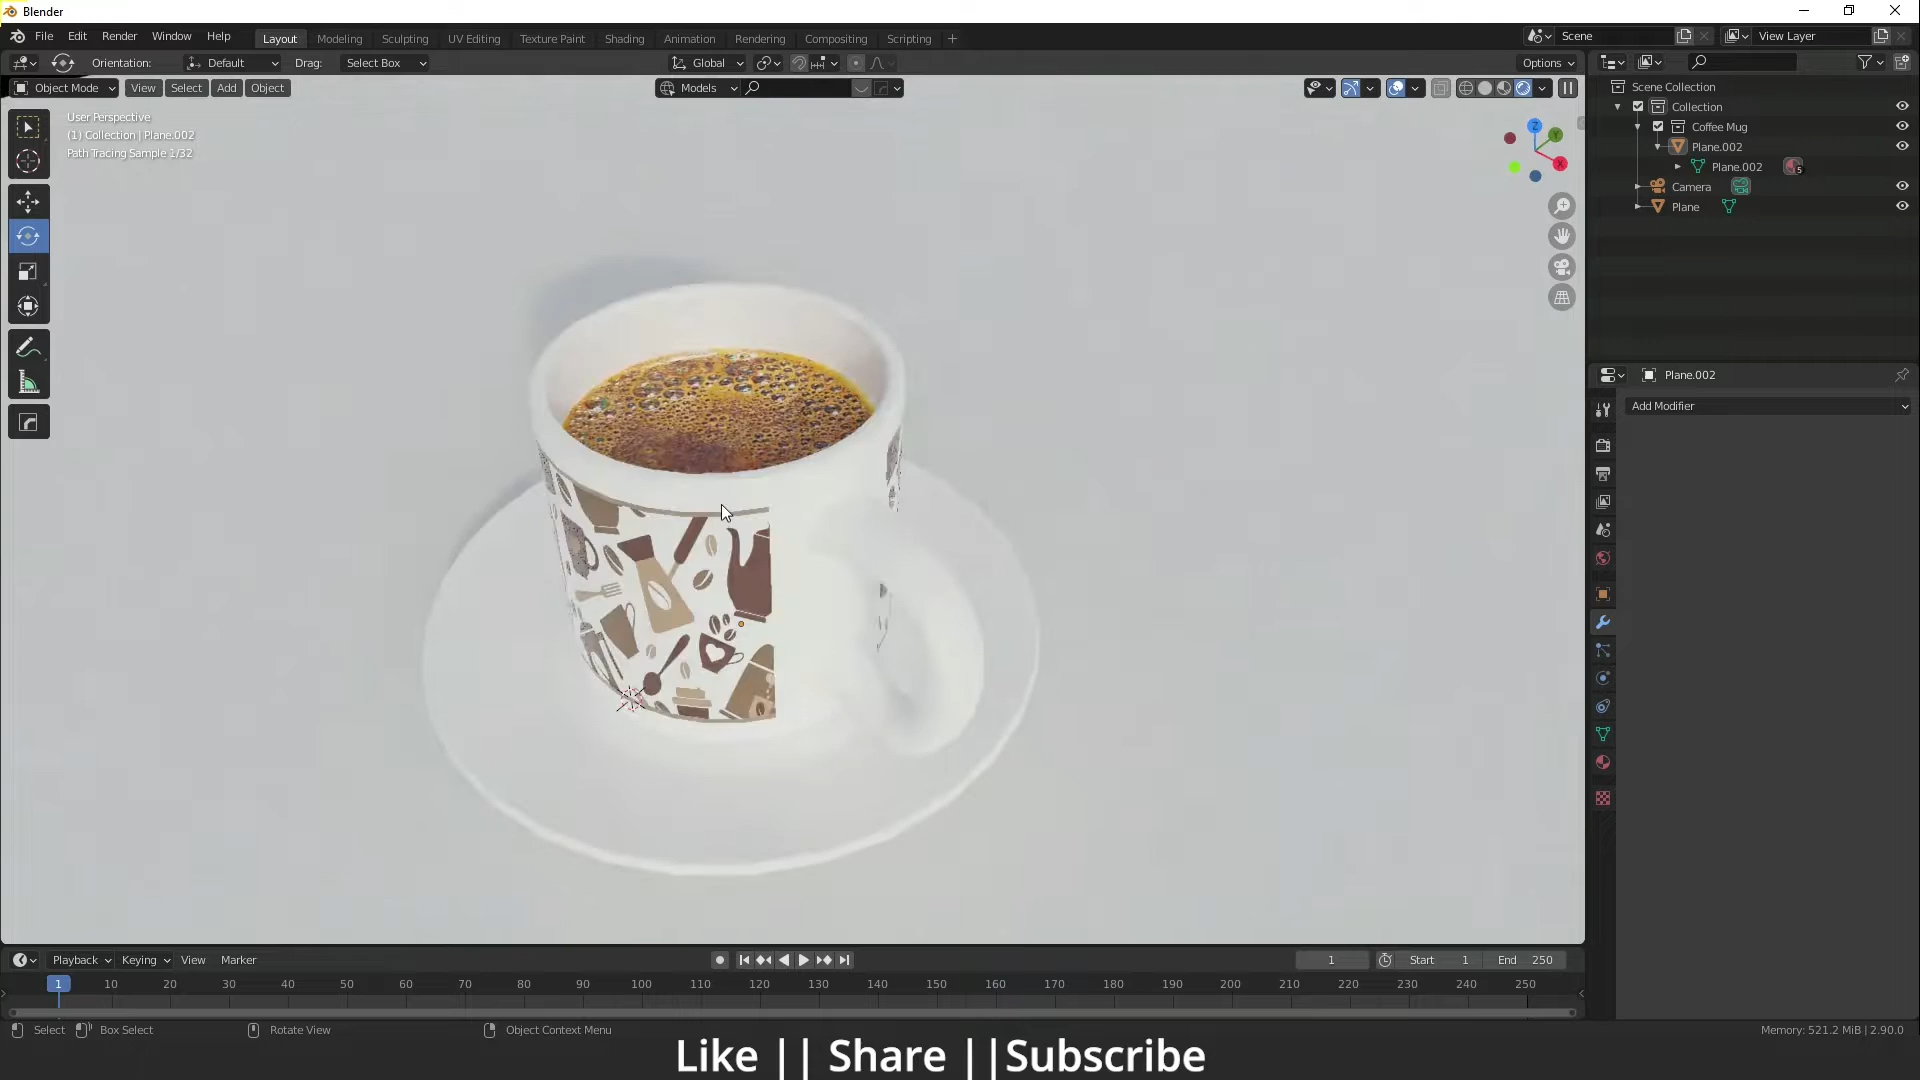 Blender
File Edit Render Window Help
Layout Modeling Sculpting UV Editing Texture Paint Shading Animation Rendering Compositing Scripting +
Scene
View Layer
Orientation: Default Drag: Select Box
Global
Options
Object Mode View Select Add Object
Models
User Perspective
(1) Collection | Plane.002
Path Tracing Sample 1/32
Z
Y
X
Scene Collection
Collection
Coffee Mug
Plane.002
Plane.002 5
Camera
Plane
Plane.002
Add Modifier
Playback Keying View Marker
1
Start 1
End 250
1 10 20 30 40 50 60 70 80 90 100 110 120 130 140 150 160 170 180 190 200 210 220 230 240 250
Select Box Select Rotate View Object Context Menu
Memory: 521.2 MiB | 2.90.0
Like || Share ||Subscribe